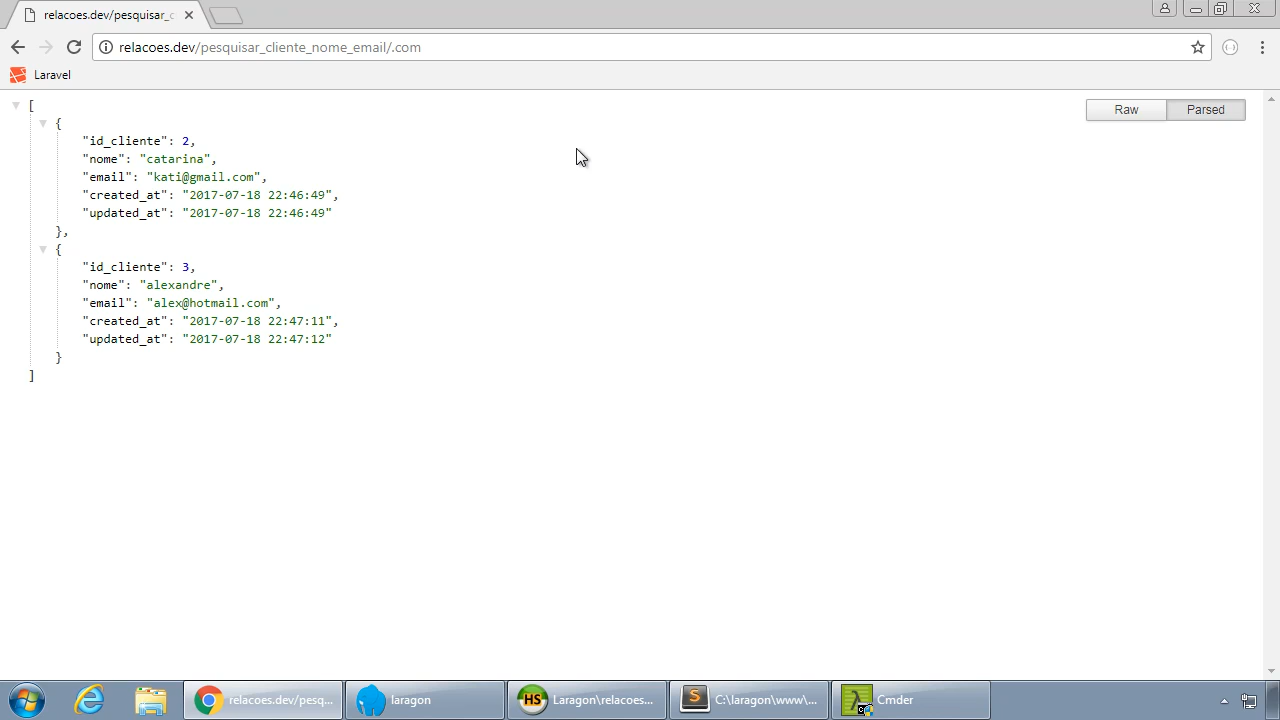 relacoes.dev/pesquisar_c
relacoes.dev/pesquisar_cliente_nome_email/.com
Laravel
Raw
Parsed
[
{
"id_cliente": 2,
"nome": "catarina",
"email": "kati@gmail.com",
"created_at": "2017-07-18 22:46:49",
"updated_at": "2017-07-18 22:46:49"
},
{
"id_cliente": 3,
"nome": "alexandre",
"email": "alex@hotmail.com",
"created_at": "2017-07-18 22:47:11",
"updated_at": "2017-07-18 22:47:12"
}
]
relacoes.dev/pesq...
laragon
HS
Laragon\relacoes...
S
C:\laragon\www\...
Cmder